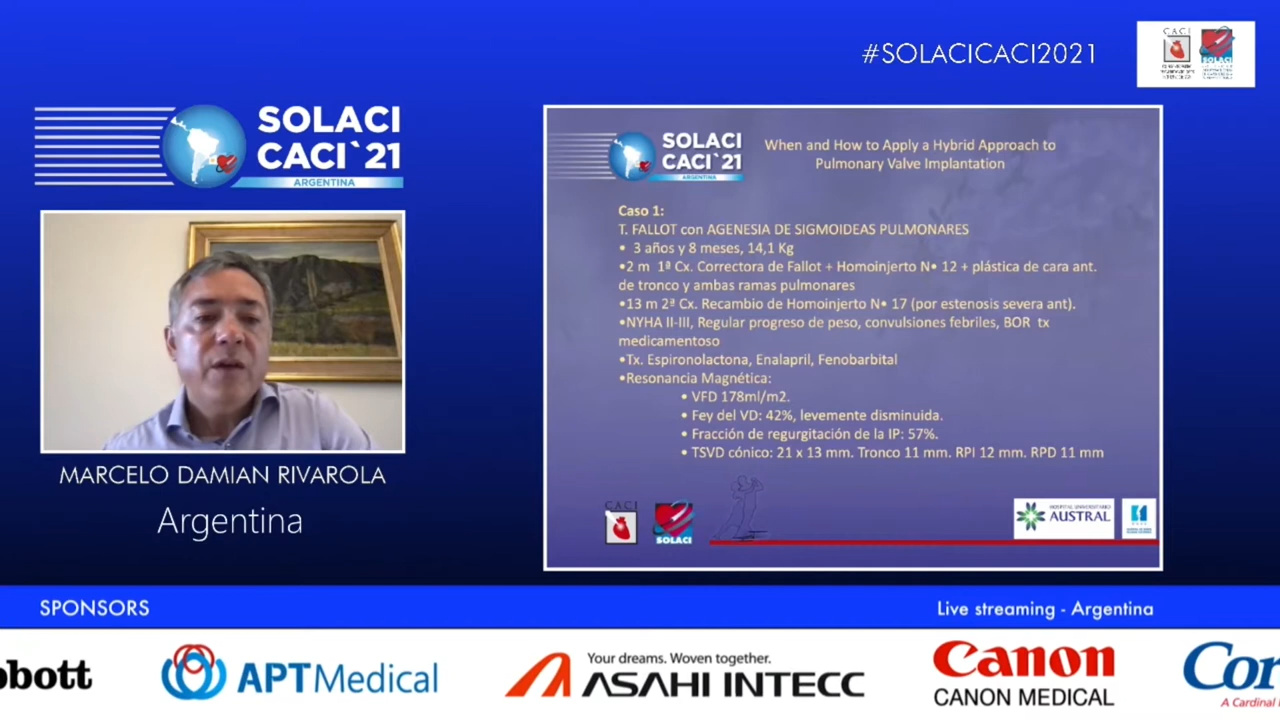 #SOLACICACI2021
CACI
SOLACI
SOLACI
CACI`21
ARGENTINA
MARCELO DAMIAN RIVAROLA
Argentina
SOLACI
CACI`21
ARGENTINA
When and How to Apply a Hybrid Approach to
Pulmonary Valve Implantation
Caso 1:
T. FALLOT con AGENESIA DE SIGMOIDEAS PULMONARES
• 3 años y 8 meses, 14,1 Kg
•2 m 1ª Cx. Correctora de Fallot + Homoinjerto N• 12 + plástica de cara ant.
de tronco y ambas ramas pulmonares
•13 m 2ª Cx. Recambio de Homoinjerto N• 17 (por estenosis severa ant).
•NYHA II-III, Regular progreso de peso, convulsiones febriles, BOR tx
medicamentoso
•Tx. Espironolactona, Enalapril, Fenobarbital
•Resonancia Magnética:
• VFD 178ml/m2.
• Fey del VD: 42%, levemente disminuida.
• Fracción de regurgitación de la IP: 57%.
• TSVD cónico: 21 x 13 mm. Tronco 11 mm. RPI 12 mm. RPD 11 mm
CACI
SOLACI
HOSPITAL UNIVERSITARIO
AUSTRAL
SPONSORS
Live streaming - Argentina
bbott
APTMedical
Your dreams. Woven together.
ASAHI INTECC
Canon
CANON MEDICAL
Cor
A Cardinal